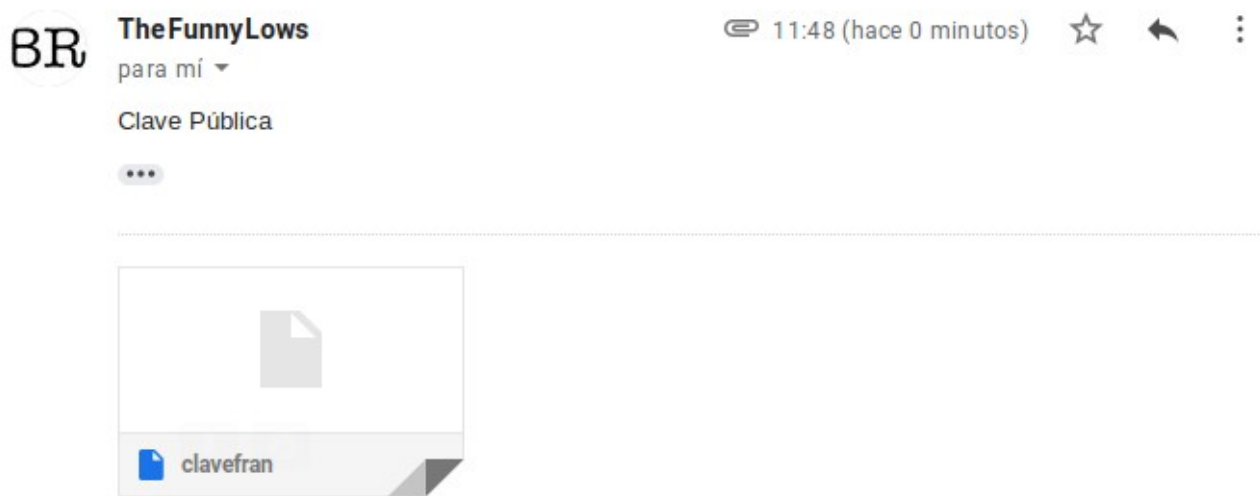 BR
TheFunnyLows
11:48 (hace 0 minutos)
para mí
Clave Pública
clavefran